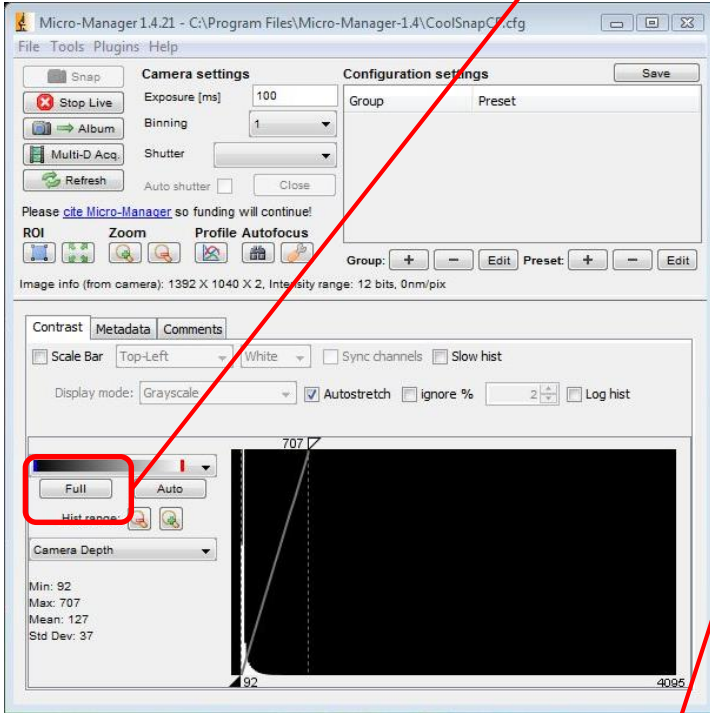 Micro-Manager 1.4.21 - C:\Program Files\Micro-Manager-1.4\CoolSnapCF.cfg
File Tools Plugins Help
Snap Camera settings Configuration settings Save
Stop Live Exposure [ms] 100 Group Preset
Album Binning 1
Multi-D Acq. Shutter
Refresh Auto shutter Close
Please cite Micro-Manager so funding will continue!
ROI Zoom Profile Autofocus
Group: + - Edit Preset: + - Edit
Image info (from camera): 1392 X 1040 X 2, Intensity range: 12 bits, 0nm/pix
Contrast Metadata Comments
Scale Bar Top-Left White Sync channels Slow hist
Display mode: Grayscale Autostretch ignore % 2 Log hist
707
Full Auto
Hist range:
Camera Depth
Min: 92
Max: 707
Mean: 127
Std Dev: 37
92 4095